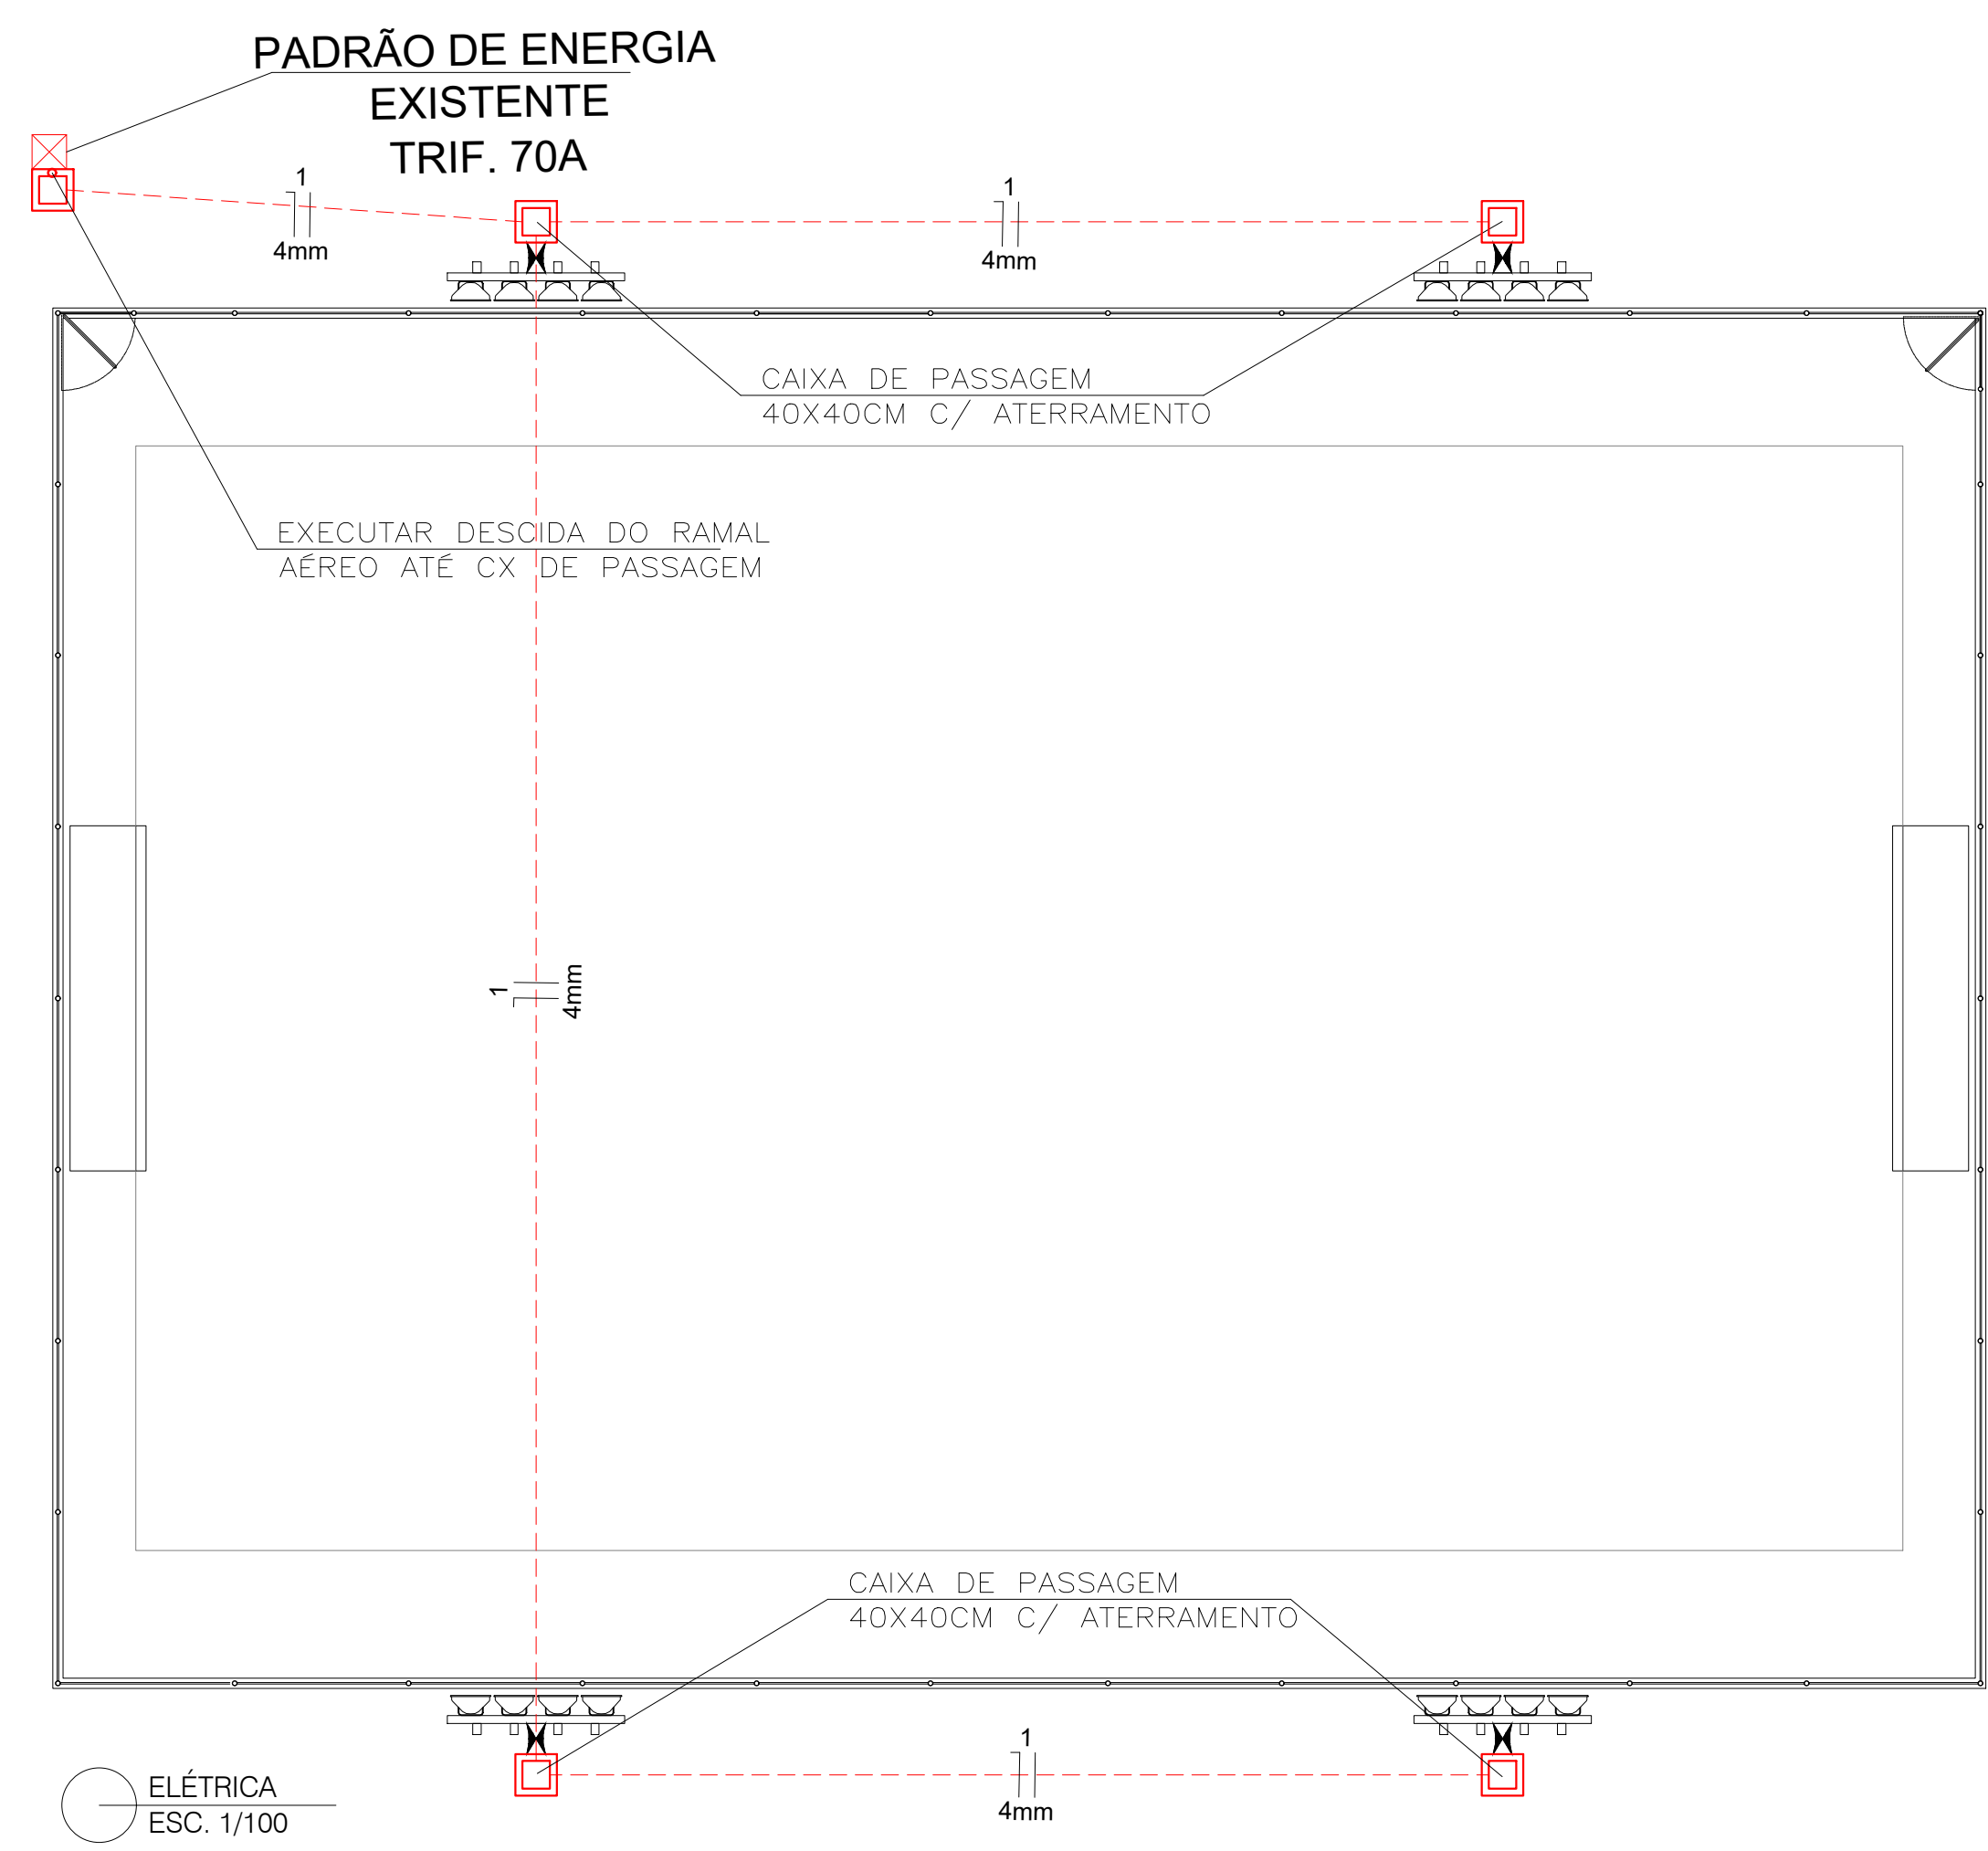 PADRÃO DE ENERGIA
EXISTENTE
TRIF. 70A
1
4mm
1
4mm
CAIXA DE PASSAGEM
40X40CM C/ ATERRAMENTO
EXECUTAR DESCIDA DO RAMAL
AÉREO ATÉ CX DE PASSAGEM
1
4mm
CAIXA DE PASSAGEM
40X40CM C/ ATERRAMENTO
1
4mm
ELÉTRICA
ESC. 1/100